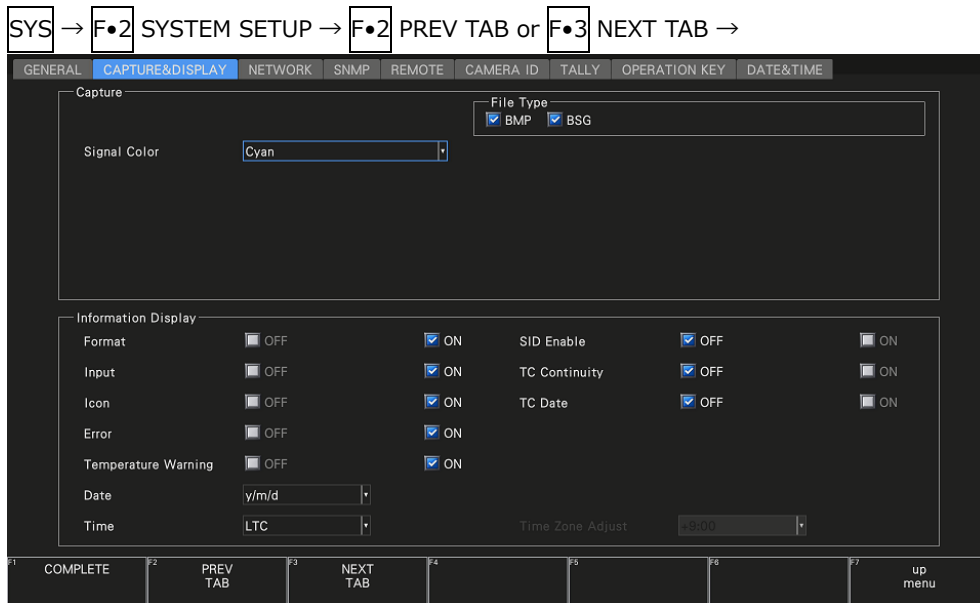 SYS → F•2 SYSTEM SETUP → F•2 PREV TAB or F•3 NEXT TAB →
GENERAL CAPTURE&DISPLAY NETWORK SNMP REMOTE CAMERA ID TALLY OPERATION KEY DATE&TIME
Capture
File Type
BMP BSG
Signal Color Cyan
Information Display
Format OFF ON SID Enable OFF ON
Input OFF ON TC Continuity OFF ON
Icon OFF ON TC Date OFF ON
Error OFF ON
Temperature Warning OFF ON
Date y/m/d
Time LTC Time Zone Adjust +9:00
F1 COMPLETE F2 PREV TAB F3 NEXT TAB F4 F5 F6 F7 up menu